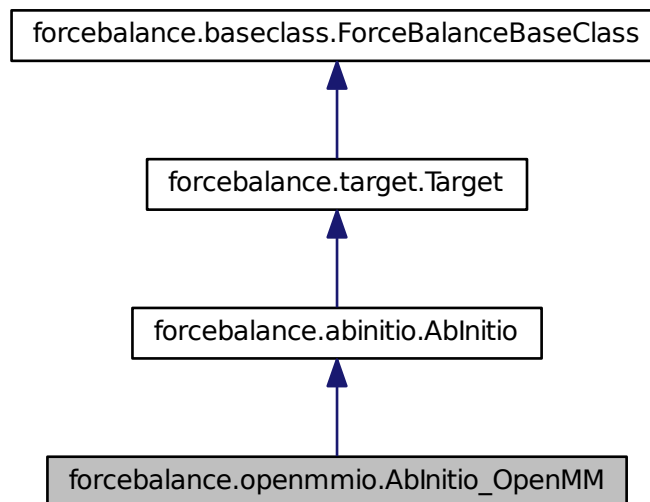 forcebalance.baseclass.ForceBalanceBaseClass
forcebalance.target.Target
forcebalance.abinitio.AbInitio
forcebalance.openmmio.AbInitio_OpenMM